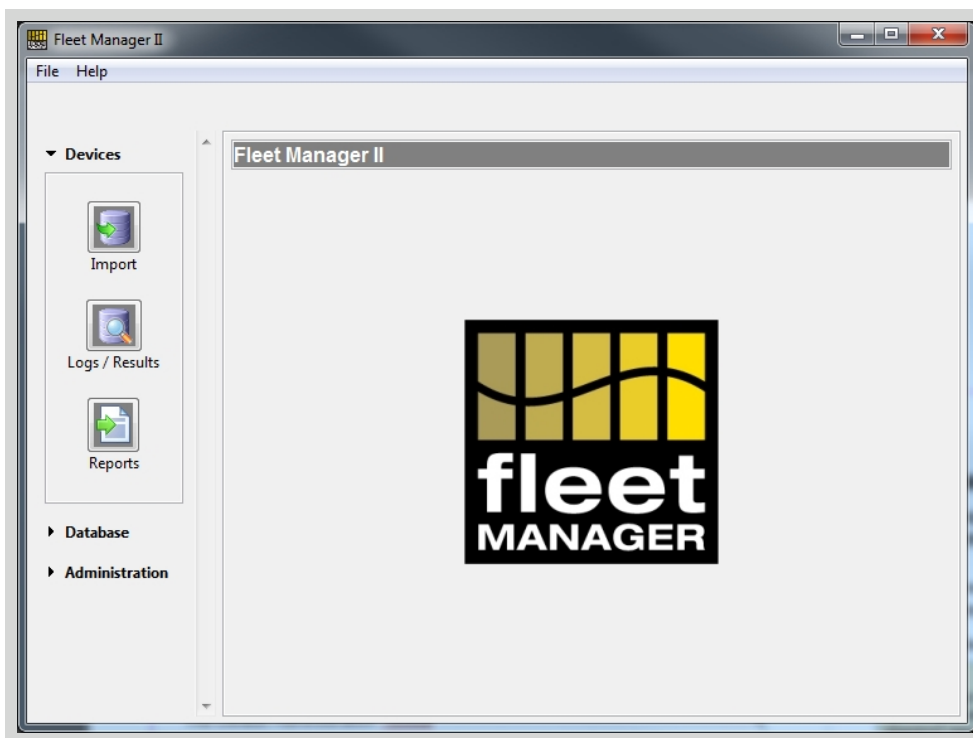 Fleet Manager II
File Help
Devices
Fleet Manager II
Import
Logs / Results
Reports
fleet
MANAGER
Database
Administration